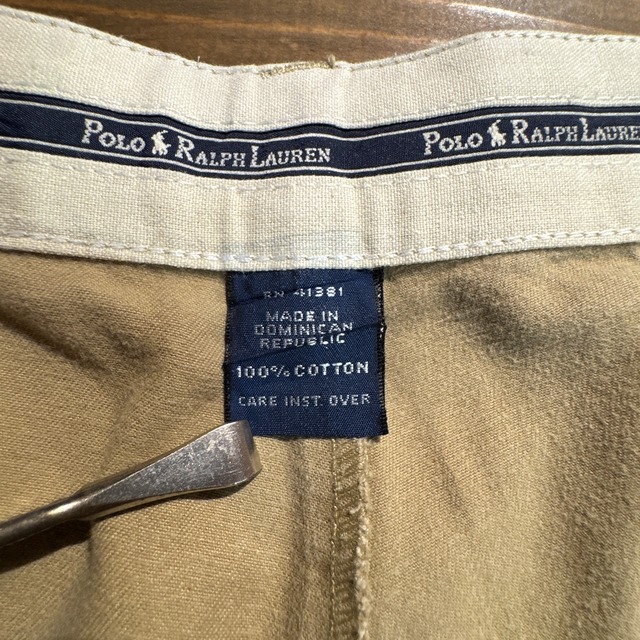 POLO RALPH LAUREN POLO RALPH LAUREN
RN 41381
MADE IN
DOMINICAN
REPUBLIC
100% COTTON
CARE INST. OVER